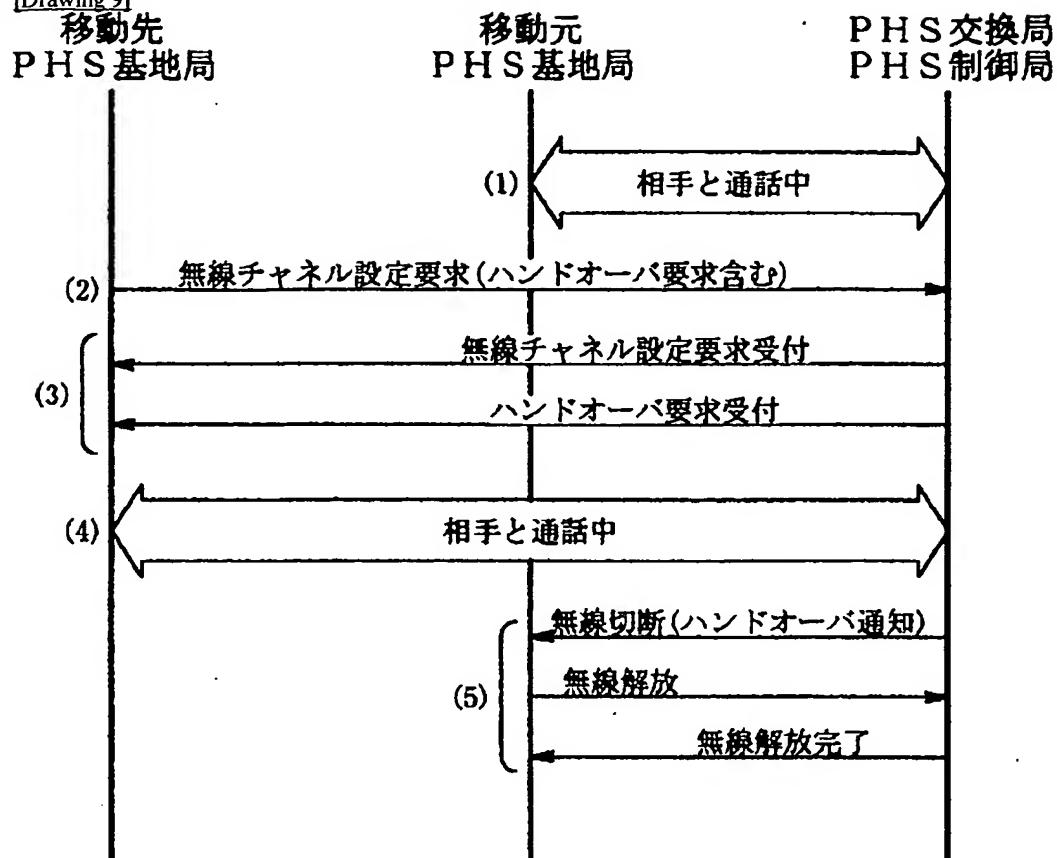 [Drawing 9]
移動先 移動元 PHS交換局
PHS基地局 PHS基地局 PHS制御局
(1) 相手と通話中
(2) 無線チャネル設定要求(ハンドオーバ要求含む)
無線チャネル設定要求受付
(3)
ハンドオーバ要求受付
(4) 相手と通話中
無線切断(ハンドオーバ通知)
(5) 無線解放
無線解放完了